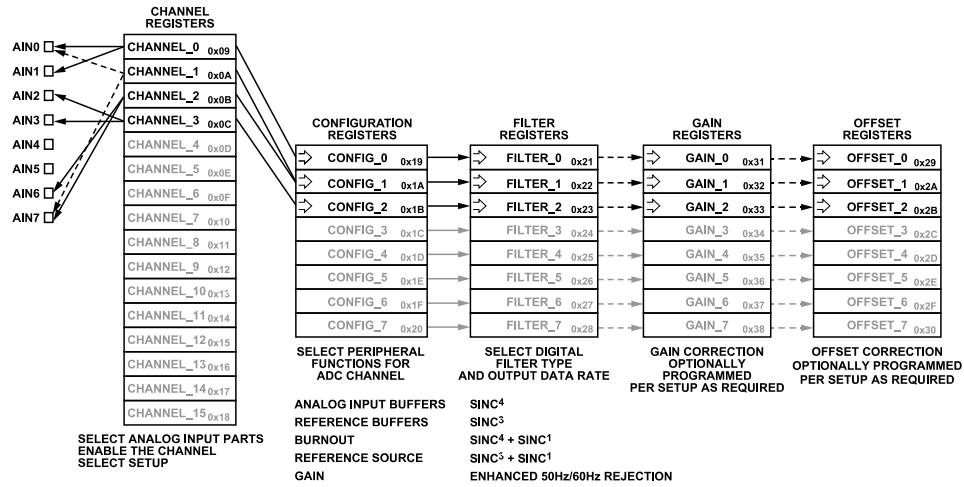 CHANNEL
REGISTERS
AIN0
AIN1
AIN2
AIN3
AIN4
AIN5
AIN6
AIN7
CHANNEL_0 0x09
CHANNEL_1 0x0A
CHANNEL_2 0x0B
CHANNEL_3 0x0C
CHANNEL_4 0x0D
CHANNEL_5 0x0E
CHANNEL_6 0x0F
CHANNEL_7 0x10
CHANNEL_8 0x11
CHANNEL_9 0x12
CHANNEL_10 0x13
CHANNEL_11 0x14
CHANNEL_12 0x15
CHANNEL_13 0x16
CHANNEL_14 0x17
CHANNEL_15 0x18
SELECT ANALOG INPUT PARTS
ENABLE THE CHANNEL
SELECT SETUP
CONFIGURATION
REGISTERS
CONFIG_0 0x19
CONFIG_1 0x1A
CONFIG_2 0x1B
CONFIG_3 0x1C
CONFIG_4 0x1D
CONFIG_5 0x1E
CONFIG_6 0x1F
CONFIG_7 0x20
SELECT PERIPHERAL
FUNCTIONS FOR
ADC CHANNEL
ANALOG INPUT BUFFERS
REFERENCE BUFFERS
BURNOUT
REFERENCE SOURCE
GAIN
FILTER
REGISTERS
FILTER_0 0x21
FILTER_1 0x22
FILTER_2 0x23
FILTER_3 0x24
FILTER_4 0x25
FILTER_5 0x26
FILTER_6 0x27
FILTER_7 0x28
SELECT DIGITAL
FILTER TYPE
AND OUTPUT DATA RATE
SINC4
SINC3
SINC4 + SINC1
SINC3 + SINC1
ENHANCED 50Hz/60Hz REJECTION
GAIN
REGISTERS
GAIN_0 0x31
GAIN_1 0x32
GAIN_2 0x33
GAIN_3 0x34
GAIN_4 0x35
GAIN_5 0x36
GAIN_6 0x37
GAIN_7 0x38
GAIN CORRECTION
OPTIONALLY
PROGRAMMED
PER SETUP AS REQUIRED
OFFSET
REGISTERS
OFFSET_0 0x29
OFFSET_1 0x2A
OFFSET_2 0x2B
OFFSET_3 0x2C
OFFSET_4 0x2D
OFFSET_5 0x2E
OFFSET_6 0x2F
OFFSET_7 0x30
OFFSET CORRECTION
OPTIONALLY PROGRAMMED
PER SETUP AS REQUIRED